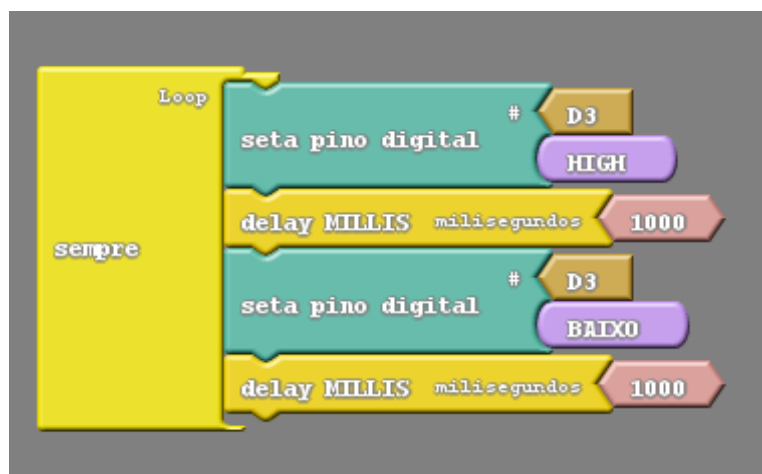 Loop
# D3
seta pino digital
HIGH
delay MILLIS milisegundos 1000
sempre
# D3
seta pino digital
BAIXO
delay MILLIS milisegundos 1000